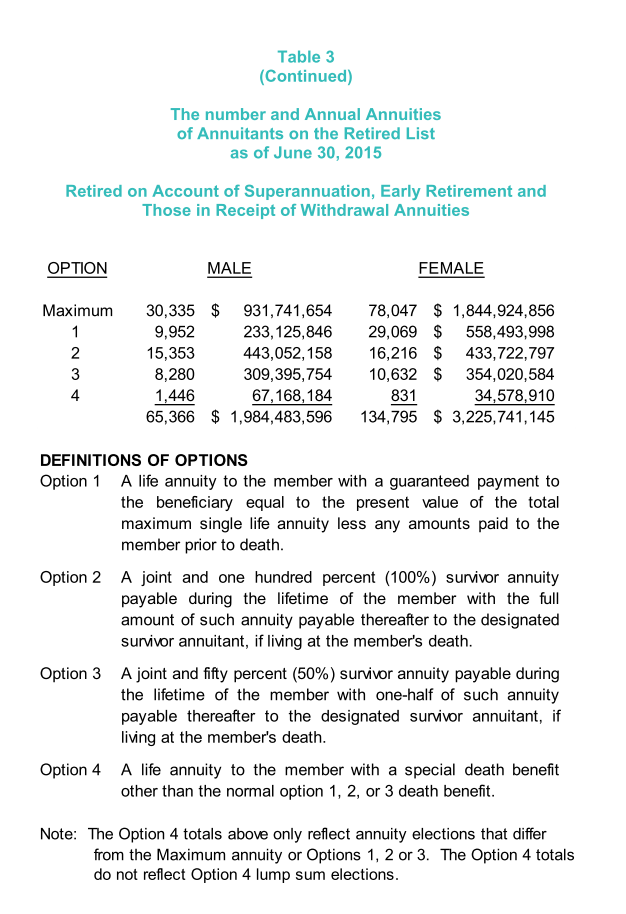 Table 3
(Continued)
The number and Annual Annuities
of Annuitants on the Retired List
as of June 30, 2015
Retired on Account of Superannuation, Early Retirement and
Those in Receipt of Withdrawal Annuities
OPTION MALE FEMALE
Maximum 30,335 $ 931,741,654 78,047 $ 1,844,924,856
1 9,952 233,125,846 29,069 $ 558,493,998
2 15,353 443,052,158 16,216 $ 433,722,797
3 8,280 309,395,754 10,632 $ 354,020,584
4 1,446 67,168,184 831 34,578,910
65,366 $ 1,984,483,596 134,795 $ 3,225,741,145
DEFINITIONS OF OPTIONS
Option 1 A life annuity to the member with a guaranteed payment to
the beneficiary equal to the present value of the total
maximum single life annuity less any amounts paid to the
member prior to death.
Option 2 A joint and one hundred percent (100%) survivor annuity
payable during the lifetime of the member with the full
amount of such annuity payable thereafter to the designated
survivor annuitant, if living at the member's death.
Option 3 A joint and fifty percent (50%) survivor annuity payable during
the lifetime of the member with one-half of such annuity
payable thereafter to the designated survivor annuitant, if
living at the member's death.
Option 4 A life annuity to the member with a special death benefit
other than the normal option 1, 2, or 3 death benefit.
Note: The Option 4 totals above only reflect annuity elections that differ
from the Maximum annuity or Options 1, 2 or 3. The Option 4 totals
do not reflect Option 4 lump sum elections.